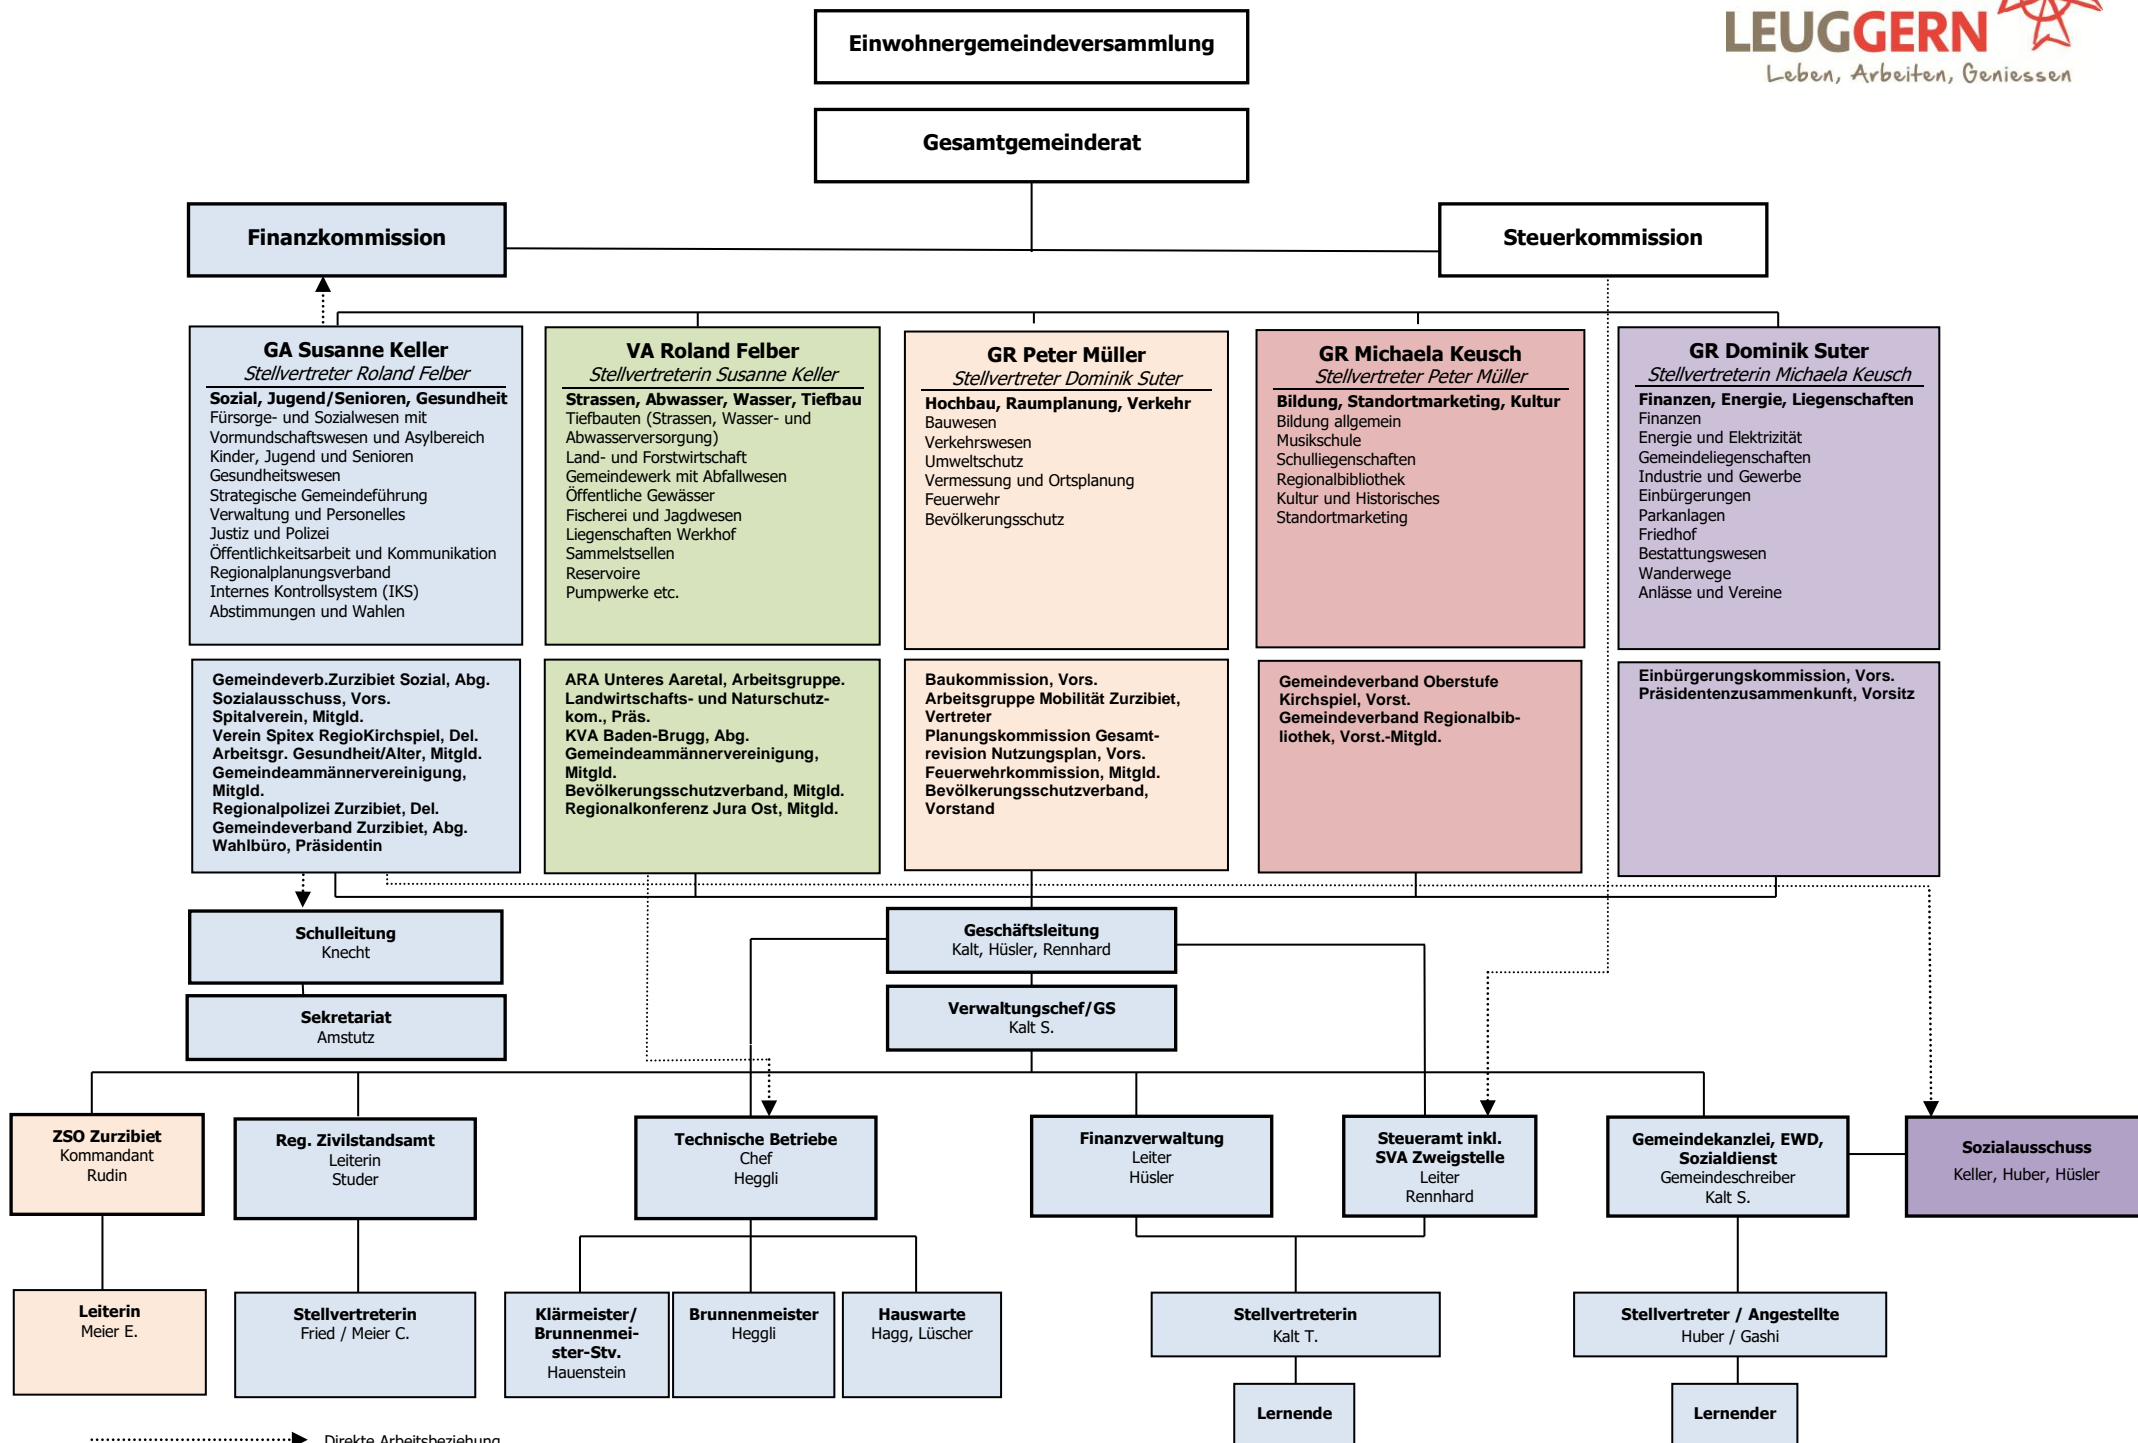 LEUGGERN
Leben, Arbeiten, Geniessen
Einwohnergemeindeversammlung
Gesamtgemeinderat
Finanzkommission
Steuerkommission
GA Susanne Keller
Stellvertreter Roland Felber
Sozial, Jugend/Senioren, Gesundheit
Fürsorge- und Sozialwesen mit
Vormundschaftswesen und Asylbereich
Kinder, Jugend und Senioren
Gesundheitswesen
Strategische Gemeindeführung
Verwaltung und Personelles
Justiz und Polizei
Öffentlichkeitsarbeit und Kommunikation
Regionalplanungsverband
Internes Kontrollsystem (IKS)
Abstimmungen und Wahlen
VA Roland Felber
Stellvertreterin Susanne Keller
Strassen, Abwasser, Wasser, Tiefbau
Tiefbauten (Strassen, Wasser- und
Abwasserversorgung)
Land- und Forstwirtschaft
Gemeindewerk mit Abfallwesen
Öffentliche Gewässer
Fischerei und Jagdwesen
Liegenschaften Werkhof
Sammelstsellen
Reservoire
Pumpwerke etc.
GR Peter Müller
Stellvertreter Dominik Suter
Hochbau, Raumplanung, Verkehr
Bauwesen
Verkehrswesen
Umweltschutz
Vermessung und Ortsplanung
Feuerwehr
Bevölkerungsschutz
GR Michaela Keusch
Stellvertreter Peter Müller
Bildung, Standortmarketing, Kultur
Bildung allgemein
Musikschule
Schulliegenschaften
Regionalbibliothek
Kultur und Historisches
Standortmarketing
GR Dominik Suter
Stellvertreterin Michaela Keusch
Finanzen, Energie, Liegenschaften
Finanzen
Energie und Elektrizität
Gemeindeliegenschaften
Industrie und Gewerbe
Einbürgerungen
Parkanlagen
Friedhof
Bestattungswesen
Wanderwege
Anlässe und Vereine
Gemeindeverb.Zurzibiet Sozial, Abg.
Sozialausschuss, Vors.
Spitalverein, Mitgld.
Verein Spitex RegioKirchspiel, Del.
Arbeitsgr. Gesundheit/Alter, Mitgld.
Gemeindeammännervereinigung,
Mitgld.
Regionalpolizei Zurzibiet, Del.
Gemeindeverband Zurzibiet, Abg.
Wahlbüro, Präsidentin
ARA Unteres Aaretal, Arbeitsgruppe.
Landwirtschafts- und Naturschutz-
kom., Präs.
KVA Baden-Brugg, Abg.
Gemeindeammännervereinigung,
Mitgld.
Bevölkerungsschutzverband, Mitgld.
Regionalkonferenz Jura Ost, Mitgld.
Baukommission, Vors.
Arbeitsgruppe Mobilität Zurzibiet,
Vertreter
Planungskommission Gesamt-
revision Nutzungsplan, Vors.
Feuerwehrkommission, Mitgld.
Bevölkerungsschutzverband,
Vorstand
Gemeindeverband Oberstufe
Kirchspiel, Vorst.
Gemeindeverband Regionalbib-
liothek, Vorst.-Mitgld.
Einbürgerungskommission, Vors.
Präsidentenzusammenkunft, Vorsitz
Schulleitung
Knecht
Sekretariat
Amstutz
Geschäftsleitung
Kalt, Hüsler, Rennhard
Verwaltungschef/GS
Kalt S.
ZSO Zurzibiet
Kommandant
Rudin
Reg. Zivilstandsamt
Leiterin
Studer
Technische Betriebe
Chef
Heggli
Finanzverwaltung
Leiter
Hüsler
Steueramt inkl.
SVA Zweigstelle
Leiter
Rennhard
Gemeindekanzlei, EWD,
Sozialdienst
Gemeindeschreiber
Kalt S.
Sozialausschuss
Keller, Huber, Hüsler
Leiterin
Meier E.
Stellvertreterin
Fried / Meier C.
Klärmeister/
Brunnenmei-
ster-Stv.
Hauenstein
Brunnenmeister
Heggli
Hauswarte
Hagg, Lüscher
Stellvertreterin
Kalt T.
Stellvertreter / Angestellte
Huber / Gashi
Lernende
Lernender
Direkte Arbeitsbeziehung